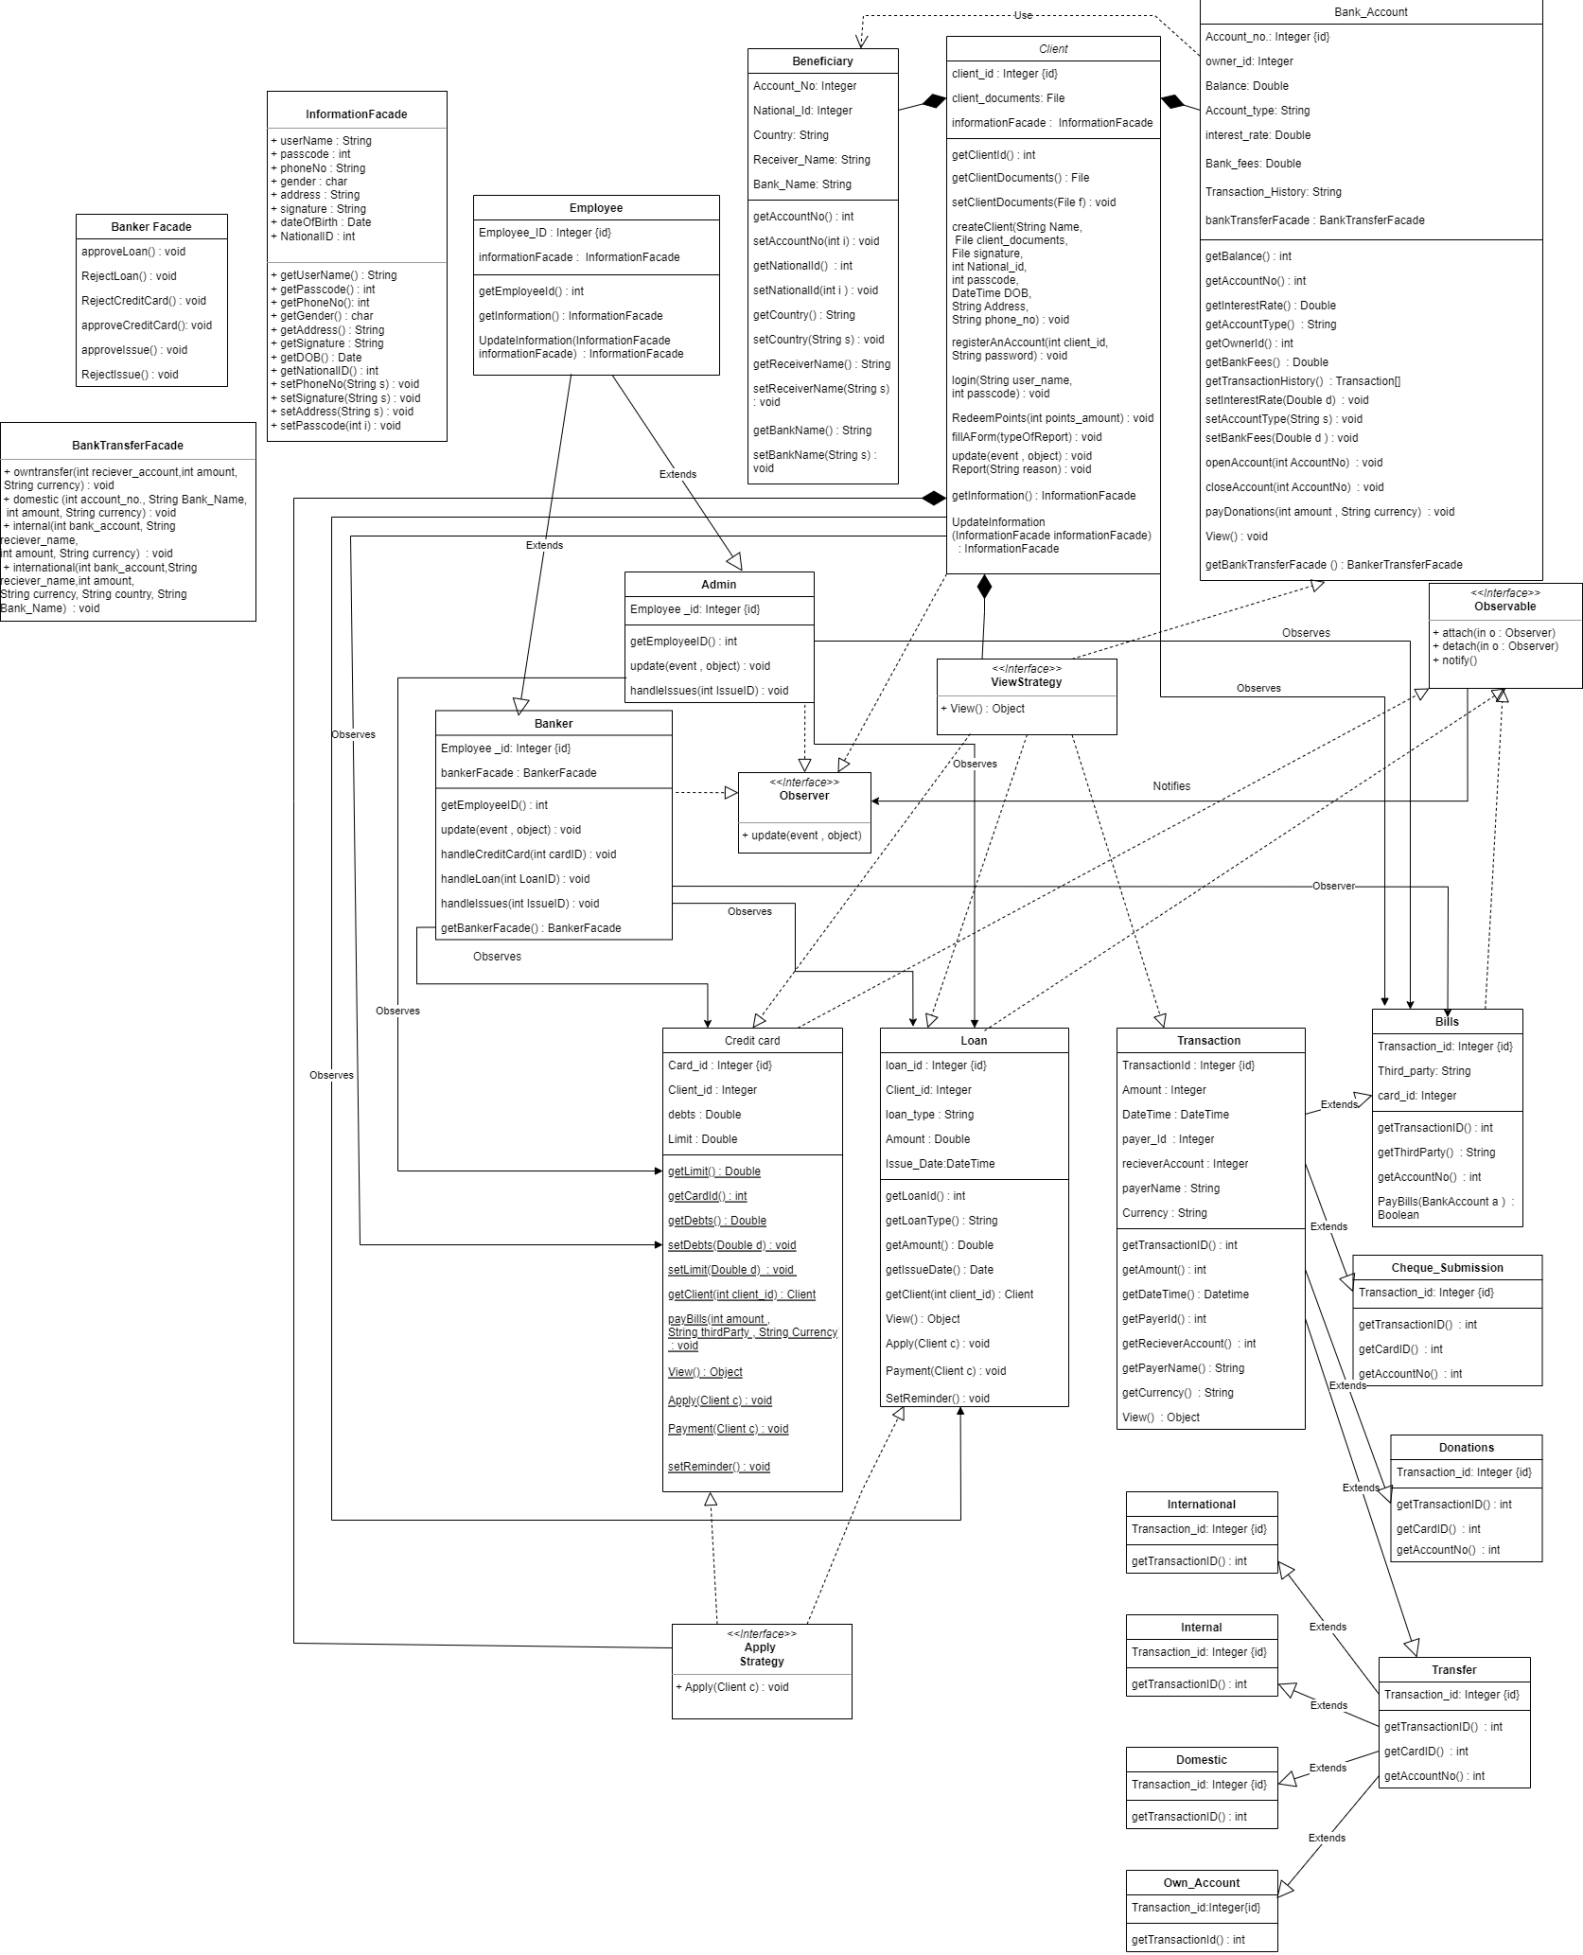 Use
Bank_Account
Account_no.: Integer {id}
owner_id: Integer
Balance: Double
Account_type: String
interest_rate: Double
Bank_fees: Double
Transaction_History: String
bankTransferFacade : BankTransferFacade
getBalance() : int
getAccountNo() : int
getInterestRate() : Double
getAccountType()  : String
getOwnerId() : int
getBankFees()  : Double
getTransactionHistory()  : Transaction[]
setInterestRate(Double d)  : void
setAccountType(String s) : void
setBankFees(Double d ) : void
openAccount(int AccountNo)  : void
closeAccount(int AccountNo)  : void
payDonations(int amount , String currency)  : void
View() : void
getBankTransferFacade () : BankerTransferFacade
Client
client_id : Integer {id}
client_documents: File
informationFacade :  InformationFacade
getClientId() : int
getClientDocuments() : File
setClientDocuments(File f) : void
createClient(String Name,
File client_documents,
File signature,
int National_id,
int passcode,
DateTime DOB,
String Address,
String phone_no) : void
registerAnAccount(int client_id,
String password) : void
login(String user_name,
int passcode) : void
RedeemPoints(int points_amount) : void
fillAForm(typeOfReport) : void
update(event , object) : void
Report(String reason) : void
getInformation() : InformationFacade
UpdateInformation
(InformationFacade informationFacade)
: InformationFacade
Beneficiary
Account_No: Integer
National_Id: Integer
Country: String
Receiver_Name: String
Bank_Name: String
getAccountNo() : int
setAccountNo(int i) : void
getNationalId()  : int
setNationalId(int i ) : void
getCountry() : String
setCountry(String s) : void
getReceiverName() : String
setReceiverName(String s)
: void
getBankName() : String
setBankName(String s) :
void
InformationFacade
+ userName : String
+ passcode : int
+ phoneNo : String
+ gender : char
+ address : String
+ signature : String
+ dateOfBirth : Date
+ NationalID : int
+ getUserName() : String
+ getPasscode() : int
+ getPhoneNo(): int
+ getGender() : char
+ getAddress() : String
+ getSignature : String
+ getDOB() : Date
+ getNationalID() : int
+ setPhoneNo(String s) : void
+ setSignature(String s) : void
+ setAddress(String s) : void
+ setPasscode(int i) : void
Employee
Employee_ID : Integer {id}
informationFacade :  InformationFacade
getEmployeeId() : int
getInformation() : InformationFacade
UpdateInformation(InformationFacade
informationFacade)  : InformationFacade
Banker Facade
approveLoan() : void
RejectLoan() : void
RejectCreditCard() : void
approveCreditCard(): void
approveIssue() : void
RejectIssue() : void
BankTransferFacade
+ owntransfer(int reciever_account,int amount,
String currency) : void
+ domestic (int account_no., String Bank_Name,
int amount, String currency) : void
+ internal(int bank_account, String
reciever_name,
int amount, String currency)  : void
+ international(int bank_account,String
reciever_name,int amount,
String currency, String country, String
Bank_Name)  : void
Extends
Extends
Admin
Employee _id: Integer {id}
getEmployeeID() : int
update(event , object) : void
handleIssues(int IssueID) : void
<<Interface>>
Observable
+ attach(in o : Observer)
+ detach(in o : Observer)
+ notify()
Observes
Observes
<<Interface>>
ViewStrategy
+ View() : Object
Banker
Employee _id: Integer {id}
bankerFacade : BankerFacade
getEmployeeID() : int
update(event , object) : void
handleCreditCard(int cardID) : void
handleLoan(int LoanID) : void
handleIssues(int IssueID) : void
getBankerFacade() : BankerFacade
Observes
Observes
<<Interface>>
Observer
+ update(event , object)
Notifies
Observer
Observes
Observes
Observes
Observes
Credit card
Card_id : Integer {id}
Client_id : Integer
debts : Double
Limit : Double
getLimit() : Double
getCardId() : int
getDebts() : Double
setDebts(Double d) : void
setLimit(Double d)  : void
getClient(int client_id) : Client
payBills(int amount ,
String thirdParty , String Currency
: void
View() : Object
Apply(Client c) : void
Payment(Client c) : void
setReminder() : void
Loan
loan_id : Integer {id}
Client_id: Integer
loan_type : String
Amount : Double
Issue_Date:DateTime
getLoanId() : int
getLoanType() : String
getAmount() : Double
getIssueDate() : Date
getClient(int client_id) : Client
View() : Object
Apply(Client c) : void
Payment(Client c) : void
SetReminder() : void
Transaction
TransactionId : Integer {id}
Amount : Integer
DateTime : DateTime
payer_Id  : Integer
recieverAccount : Integer
payerName : String
Currency : String
getTransactionID() : int
getAmount() : int
getDateTime() : Datetime
getPayerId() : int
getRecieverAccount()  : int
getPayerName() : String
getCurrency()  : String
View()  : Object
Bills
Transaction_id: Integer {id}
Third_party: String
card_id: Integer
getTransactionID() : int
getThirdParty()  : String
getAccountNo()  : int
PayBills(BankAccount a )  :
Boolean
Extends
Extends
Cheque_Submission
Transaction_id: Integer {id}
getTransactionID()  : int
getCardID()  : int
getAccountNo()  : int
Extends
Donations
Transaction_id: Integer {id}
getTransactionID() : int
getCardID()  : int
getAccountNo()  : int
Extends
International
Transaction_id: Integer {id}
getTransactionID() : int
Extends
Internal
Transaction_id: Integer {id}
getTransactionID() : int
Extends
Transfer
Transaction_id: Integer {id}
getTransactionID()  : int
getCardID()  : int
getAccountNo() : int
Domestic
Transaction_id: Integer {id}
getTransactionID() : int
Extends
Extends
Own_Account
Transaction_id:Integer{id}
getTransactionId() : int
<<Interface>>
Apply
Strategy
+ Apply(Client c) : void